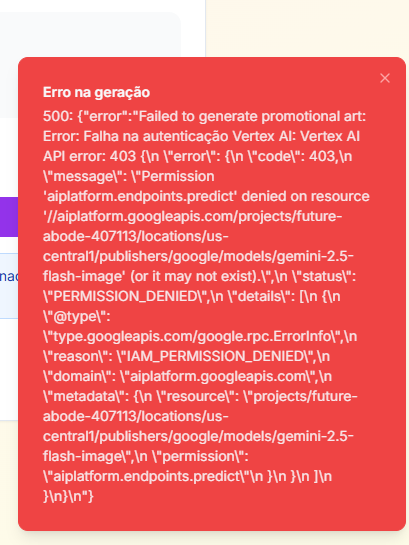 Erro na geração
500: {"error":"Failed to generate promotional art:
Error: Falha na autenticação Vertex AI: Vertex AI
API error: 403 {\n \"error\": {\n \"code\": 403,\n
\"message\": \"Permission
'aiplatform.endpoints.predict' denied on resource
'//aiplatform.googleapis.com/projects/future-
abode-407113/locations/us-
central1/publishers/google/models/gemini-2.5-
flash-image' (or it may not exist).\",\n \"status\":
\"PERMISSION_DENIED\",\n \"details\": [\n {\n
\"@type\":
\"type.googleapis.com/google.rpc.ErrorInfo\",\n
\"reason\": \"IAM_PERMISSION_DENIED\",\n
\"domain\": \"aiplatform.googleapis.com\",\n
\"metadata\": {\n \"resource\": \"projects/future-
abode-407113/locations/us-
central1/publishers/google/models/gemini-2.5-
flash-image\",\n \"permission\":
\"aiplatform.endpoints.predict\"\n }\n }\n ]\n
}\n}\n"}